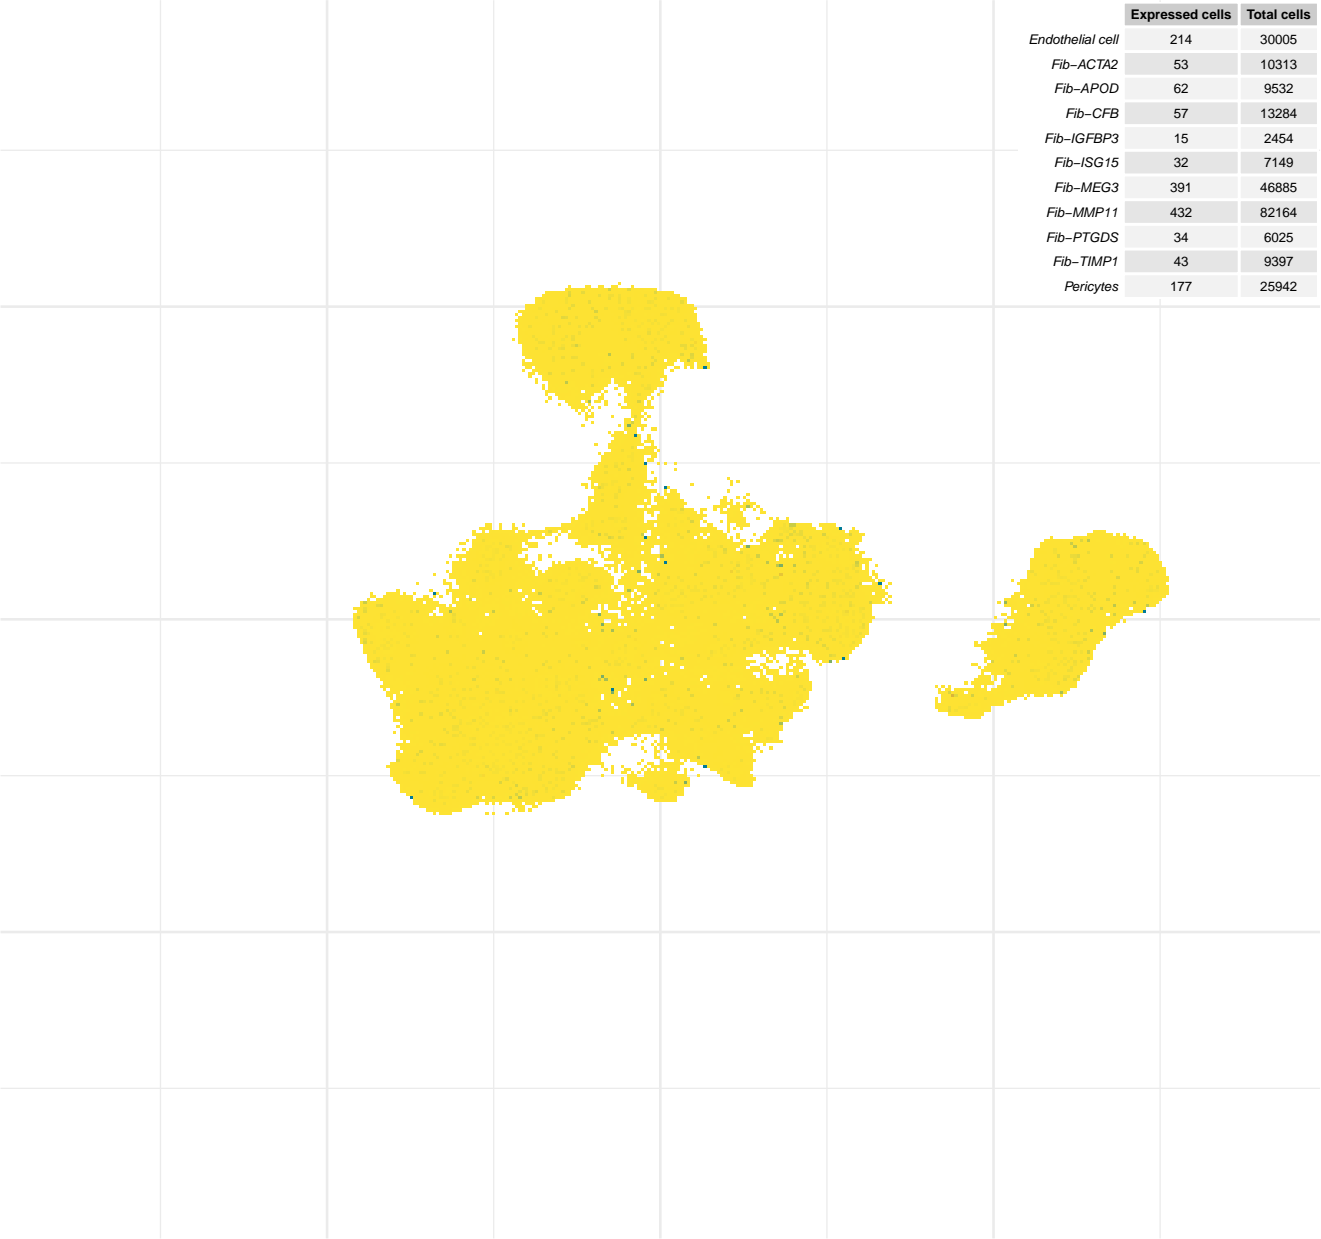 Expressed cells Total cells
Endothelial cell 214 30005
Fib−ACTA2 53 10313
Fib−APOD 62 9532
Fib−CFB 57 13284
Fib−IGFBP3 15 2454
Fib−ISG15 32 7149
Fib−MEG3 391 46885
Fib−MMP11 432 82164
Fib−PTGDS 34 6025
Fib−TIMP1 43 9397
Pericytes 177 25942